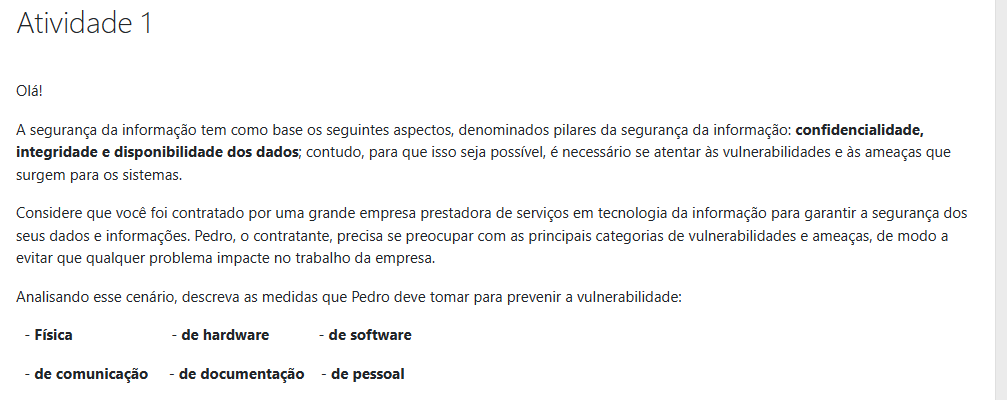 Atividade 1
Olá!
A segurança da informação tem como base os seguintes aspectos, denominados pilares da segurança da informação: confidencialidade,
integridade e disponibilidade dos dados; contudo, para que isso seja possível, é necessário se atentar às vulnerabilidades e às ameaças que
surgem para os sistemas.
Considere que você foi contratado por uma grande empresa prestadora de serviços em tecnologia da informação para garantir a segurança dos
seus dados e informações. Pedro, o contratante, precisa se preocupar com as principais categorias de vulnerabilidades e ameaças, de modo a
evitar que qualquer problema impacte no trabalho da empresa.
Analisando esse cenário, descreva as medidas que Pedro deve tomar para prevenir a vulnerabilidade:
- Física - de hardware - de software
- de comunicação - de documentação - de pessoal